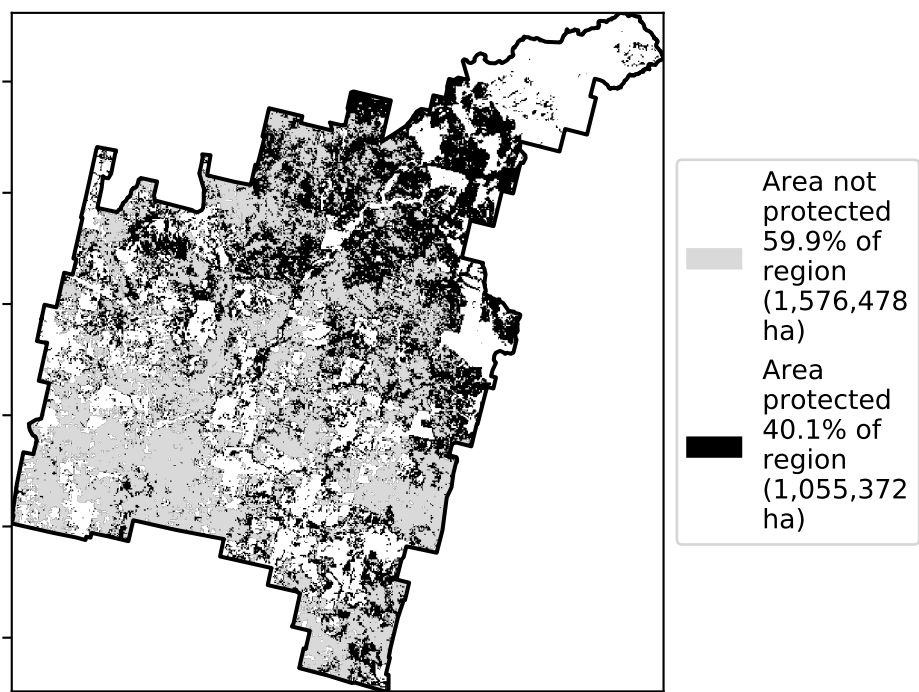 Area not
protected
59.9% of
region
(1,576,478
ha)
Area
protected
40.1% of
region
(1,055,372
ha)